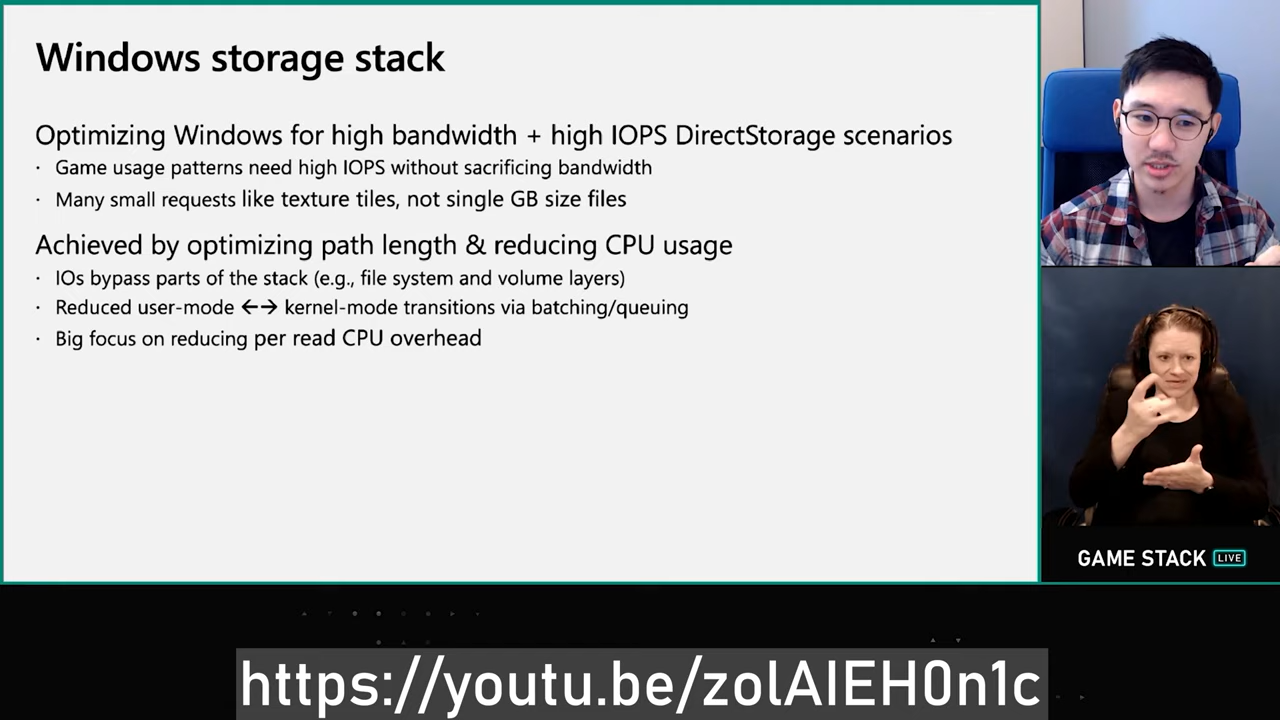 Windows storage stack
Optimizing Windows for high bandwidth + high IOPS DirectStorage scenarios
· Game usage patterns need high IOPS without sacrificing bandwidth
· Many small requests like texture tiles, not single GB size files
Achieved by optimizing path length & reducing CPU usage
· IOs bypass parts of the stack (e.g., file system and volume layers)
· Reduced user-mode ←→ kernel-mode transitions via batching/queuing
· Big focus on reducing per read CPU overhead
GAME STACK LIVE
https://youtu.be/zolAIEH0n1c